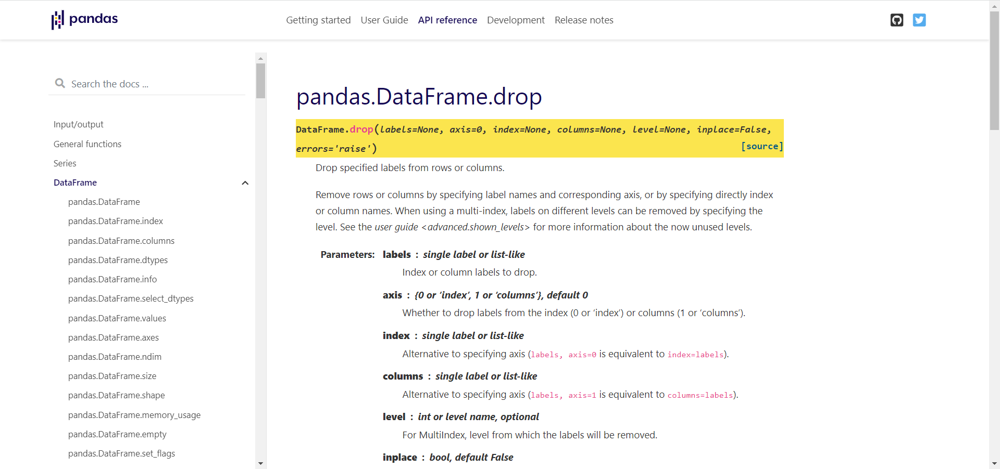 pandas
Getting started User Guide API reference Development Release notes
Search the docs ...
Input/output
General functions
Series
DataFrame
pandas.DataFrame
pandas.DataFrame.index
pandas.DataFrame.columns
pandas.DataFrame.dtypes
pandas.DataFrame.info
pandas.DataFrame.select_dtypes
pandas.DataFrame.values
pandas.DataFrame.axes
pandas.DataFrame.ndim
pandas.DataFrame.size
pandas.DataFrame.shape
pandas.DataFrame.memory_usage
pandas.DataFrame.empty
pandas.DataFrame.set_flags
pandas.DataFrame.drop
DataFrame.drop(labels=None, axis=0, index=None, columns=None, level=None, inplace=False,
errors='raise') [source]
Drop specified labels from rows or columns.
Remove rows or columns by specifying label names and corresponding axis, or by specifying directly index
or column names. When using a multi-index, labels on different levels can be removed by specifying the
level. See the user guide <advanced.shown_levels> for more information about the now unused levels.
Parameters: labels : single label or list-like
Index or column labels to drop.
axis : {0 or ‘index’, 1 or ‘columns’}, default 0
Whether to drop labels from the index (0 or ‘index’) or columns (1 or ‘columns’).
index : single label or list-like
Alternative to specifying axis (labels, axis=0 is equivalent to index=labels).
columns : single label or list-like
Alternative to specifying axis (labels, axis=1 is equivalent to columns=labels).
level : int or level name, optional
For MultiIndex, level from which the labels will be removed.
inplace : bool, default False